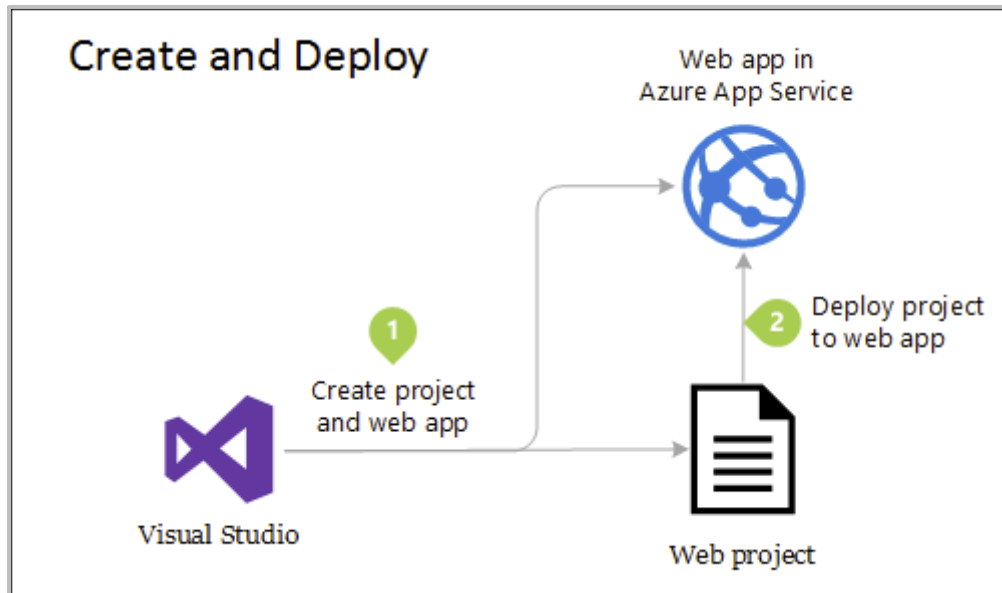 Create and Deploy
Web app in
Azure App Service
1
Create project
and web app
2
Deploy project
to web app
Visual Studio
Web project